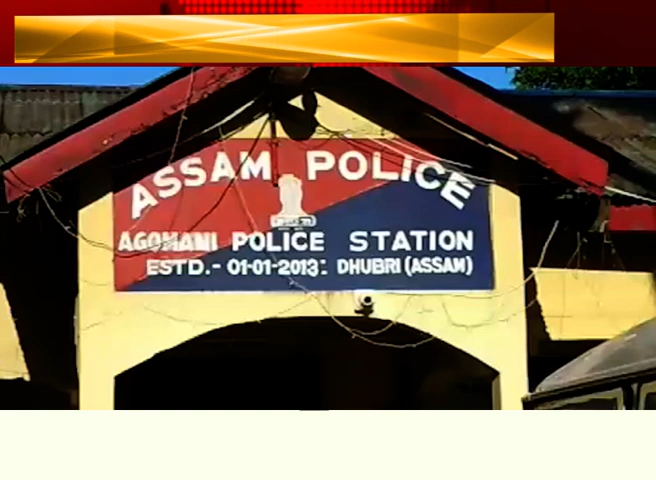 ASSAM POLICE
AGOMANI POLICE STATION
ESTD.- 01-01-2013: DHUBRI (ASSAM)